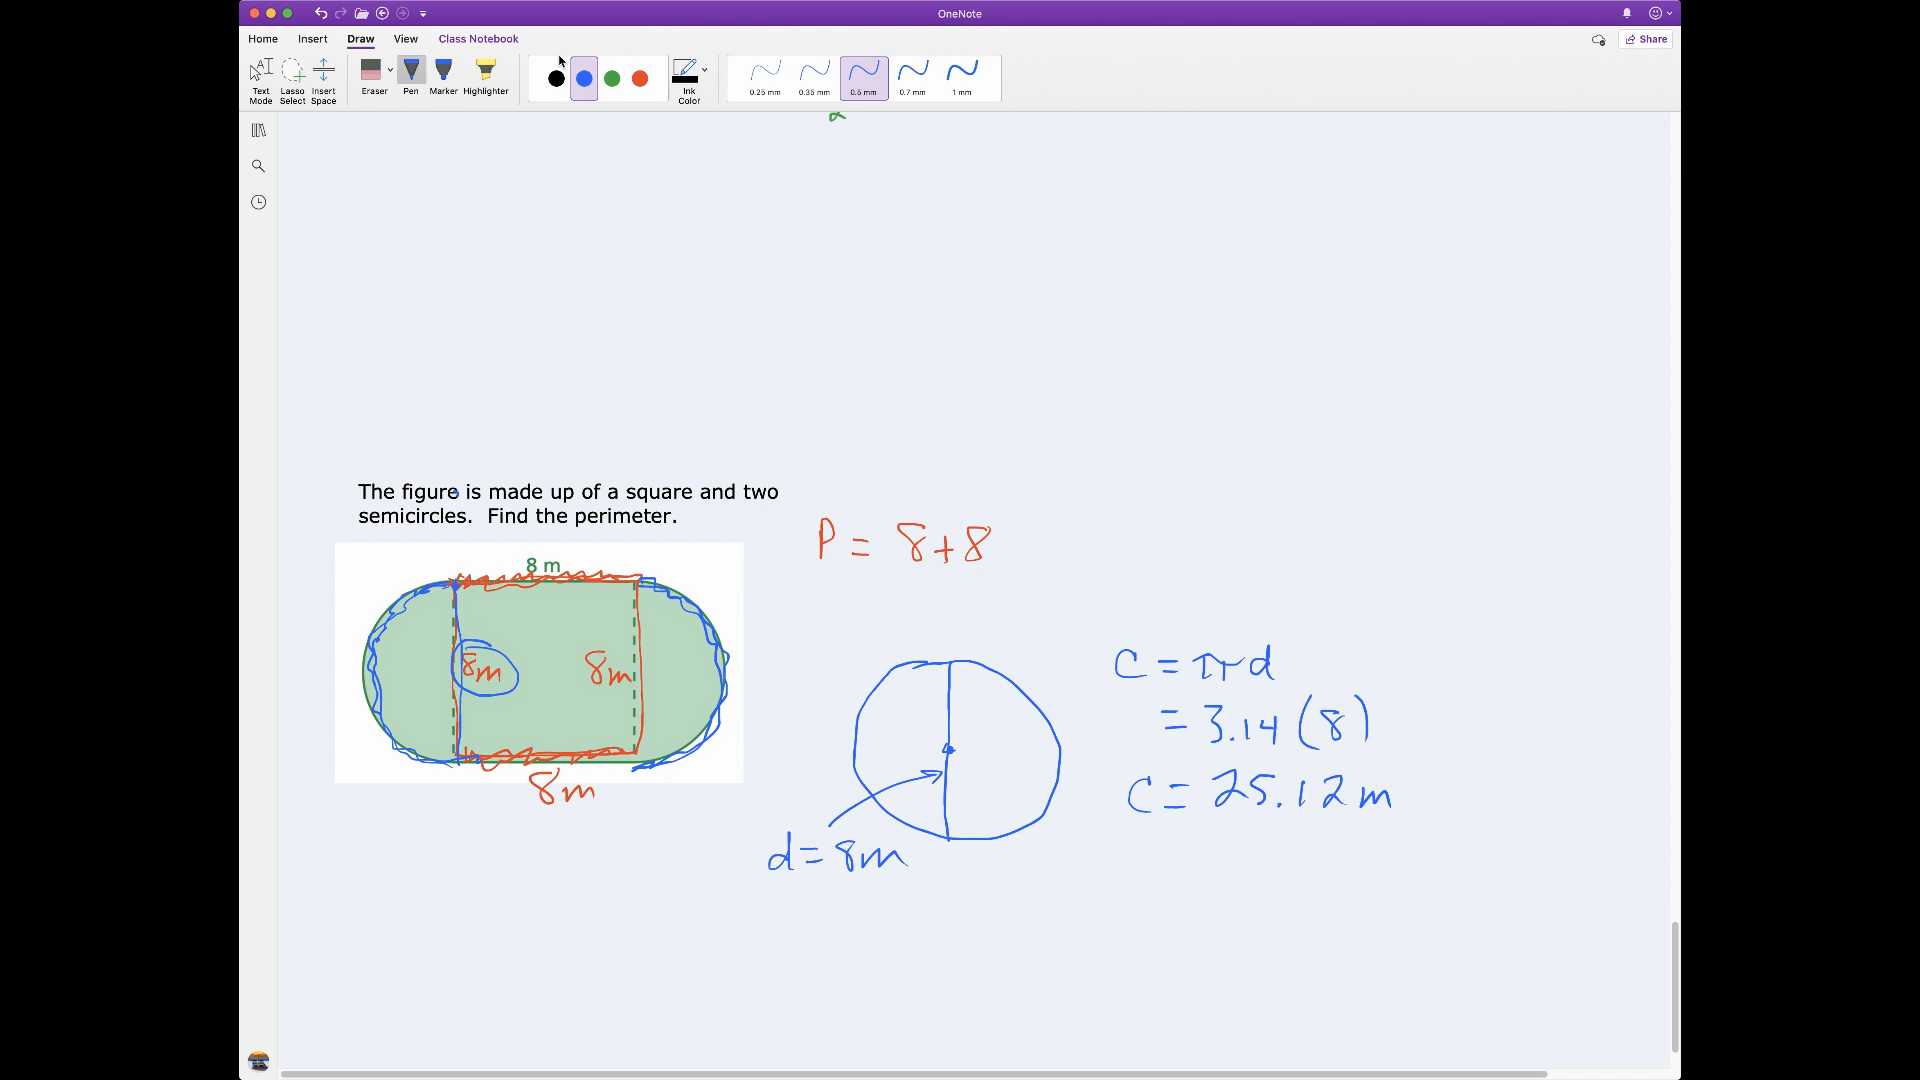 OneNote
Home Insert Draw View Class Notebook
Share
Text Mode
Lasso Select
Insert Space
Eraser
Pen
Marker
Highlighter
Ink Color
0.25 mm
0.35 mm
0.5 mm
0.7 mm
1 mm
The figure is made up of a square and two
semicircles. Find the perimeter.
P = 8+8
8 m
8m 8m
8m
C = πd
= 3.14 (8)
C = 25.12 m
d = 8m